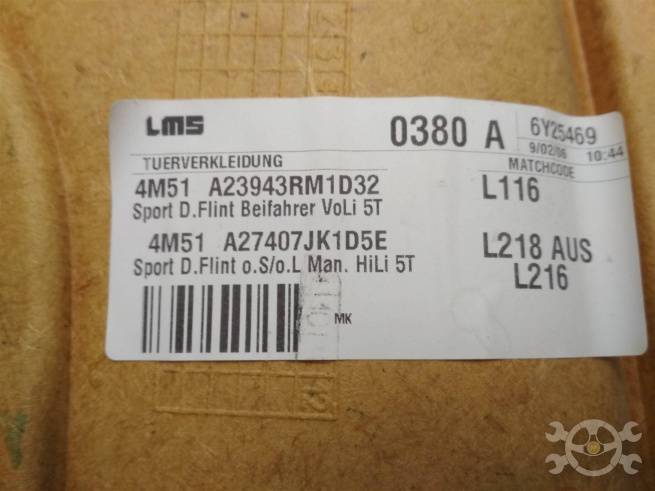 LMS
0380 A
6Y25469
9/02/06 10:44
TUERVERKLEIDUNG
MATCHCODE
4M51 A23943RM1D32
L116
Sport D.Flint Beifahrer VoLi 5T
4M51 A27407JK1D5E
L218 AUS
Sport D.Flint o.S/o.L Man. HiLi 5T
L216
MK
2